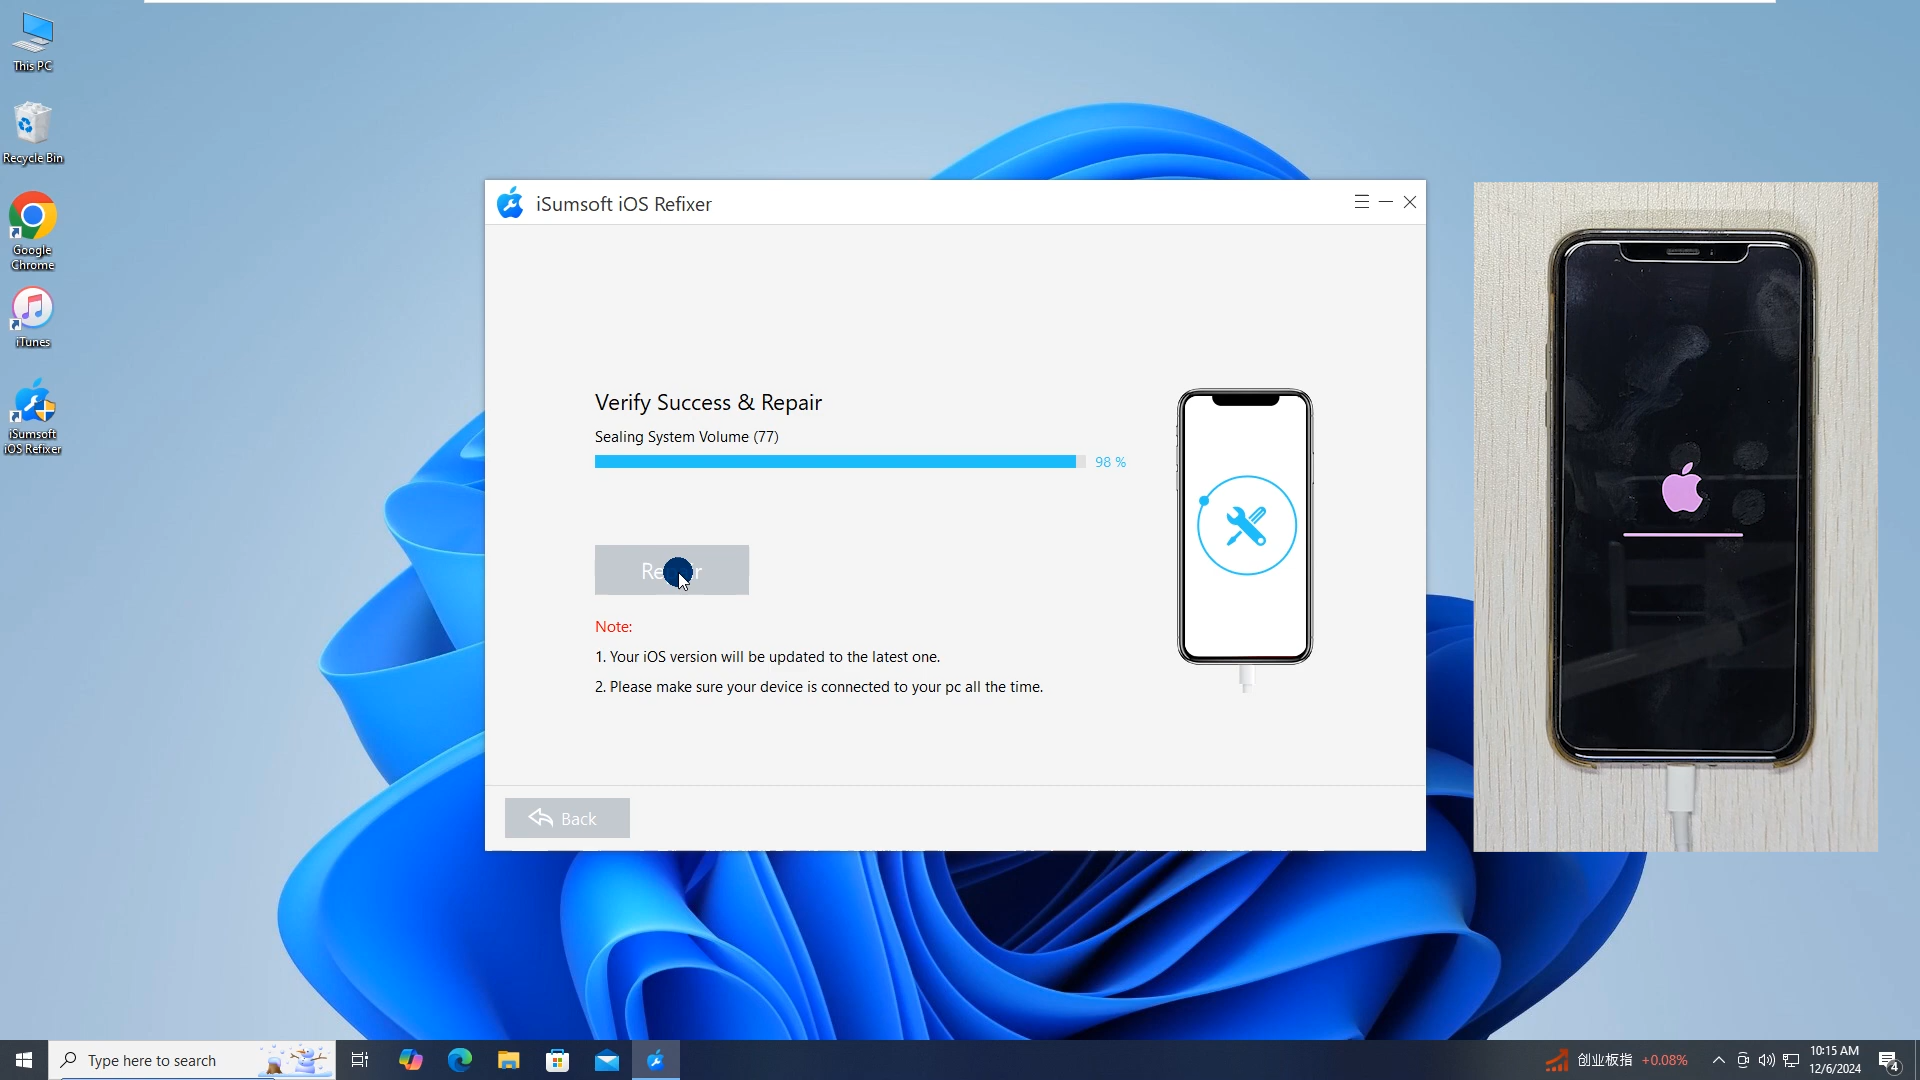 This PC
Recycle Bin
Google
Chrome
iTunes
iSumsoft
iOS Refixer
iSumsoft iOS Refixer
Verify Success & Repair
Sealing System Volume (77)
98 %
Note:
1. Your iOS version will be updated to the latest one.
2. Please make sure your device is connected to your pc all the time.
Back
Type here to search
创业板指 +0.08%
10:15 AM
12/6/2024
4